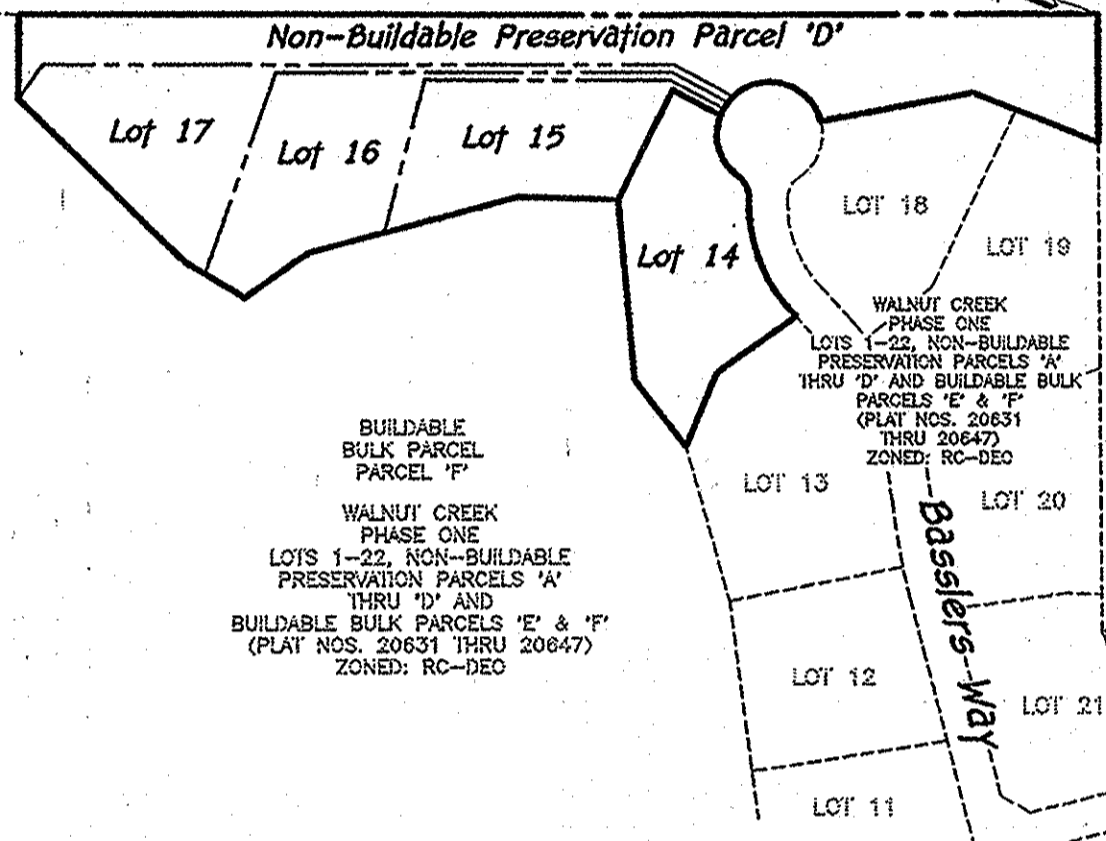 Non-Buildable Preservation Parcel 'D'
Lot 17
Lot 16
Lot 15
Lot 14
LOT 18
LOT 19
WALNUT CREEK
PHASE ONE
LOTS 1-22, NON-BUILDABLE
PRESERVATION PARCELS 'A'
THRU 'D' AND BUILDABLE BULK
PARCELS 'E' & 'F'
(PLAT NOS. 20631
THRU 20647)
ZONED: RC-DEO
BUILDABLE
BULK PARCEL
PARCEL 'F'
WALNUT CREEK
PHASE ONE
LOTS 1-22, NON-BUILDABLE
PRESERVATION PARCELS 'A'
THRU 'D' AND
BUILDABLE BULK PARCELS 'E' & 'F'
(PLAT NOS. 20631 THRU 20647)
ZONED: RC-DEO
LOT 13
LOT 20
Basslers Way
LOT 12
LOT 21
LOT 11